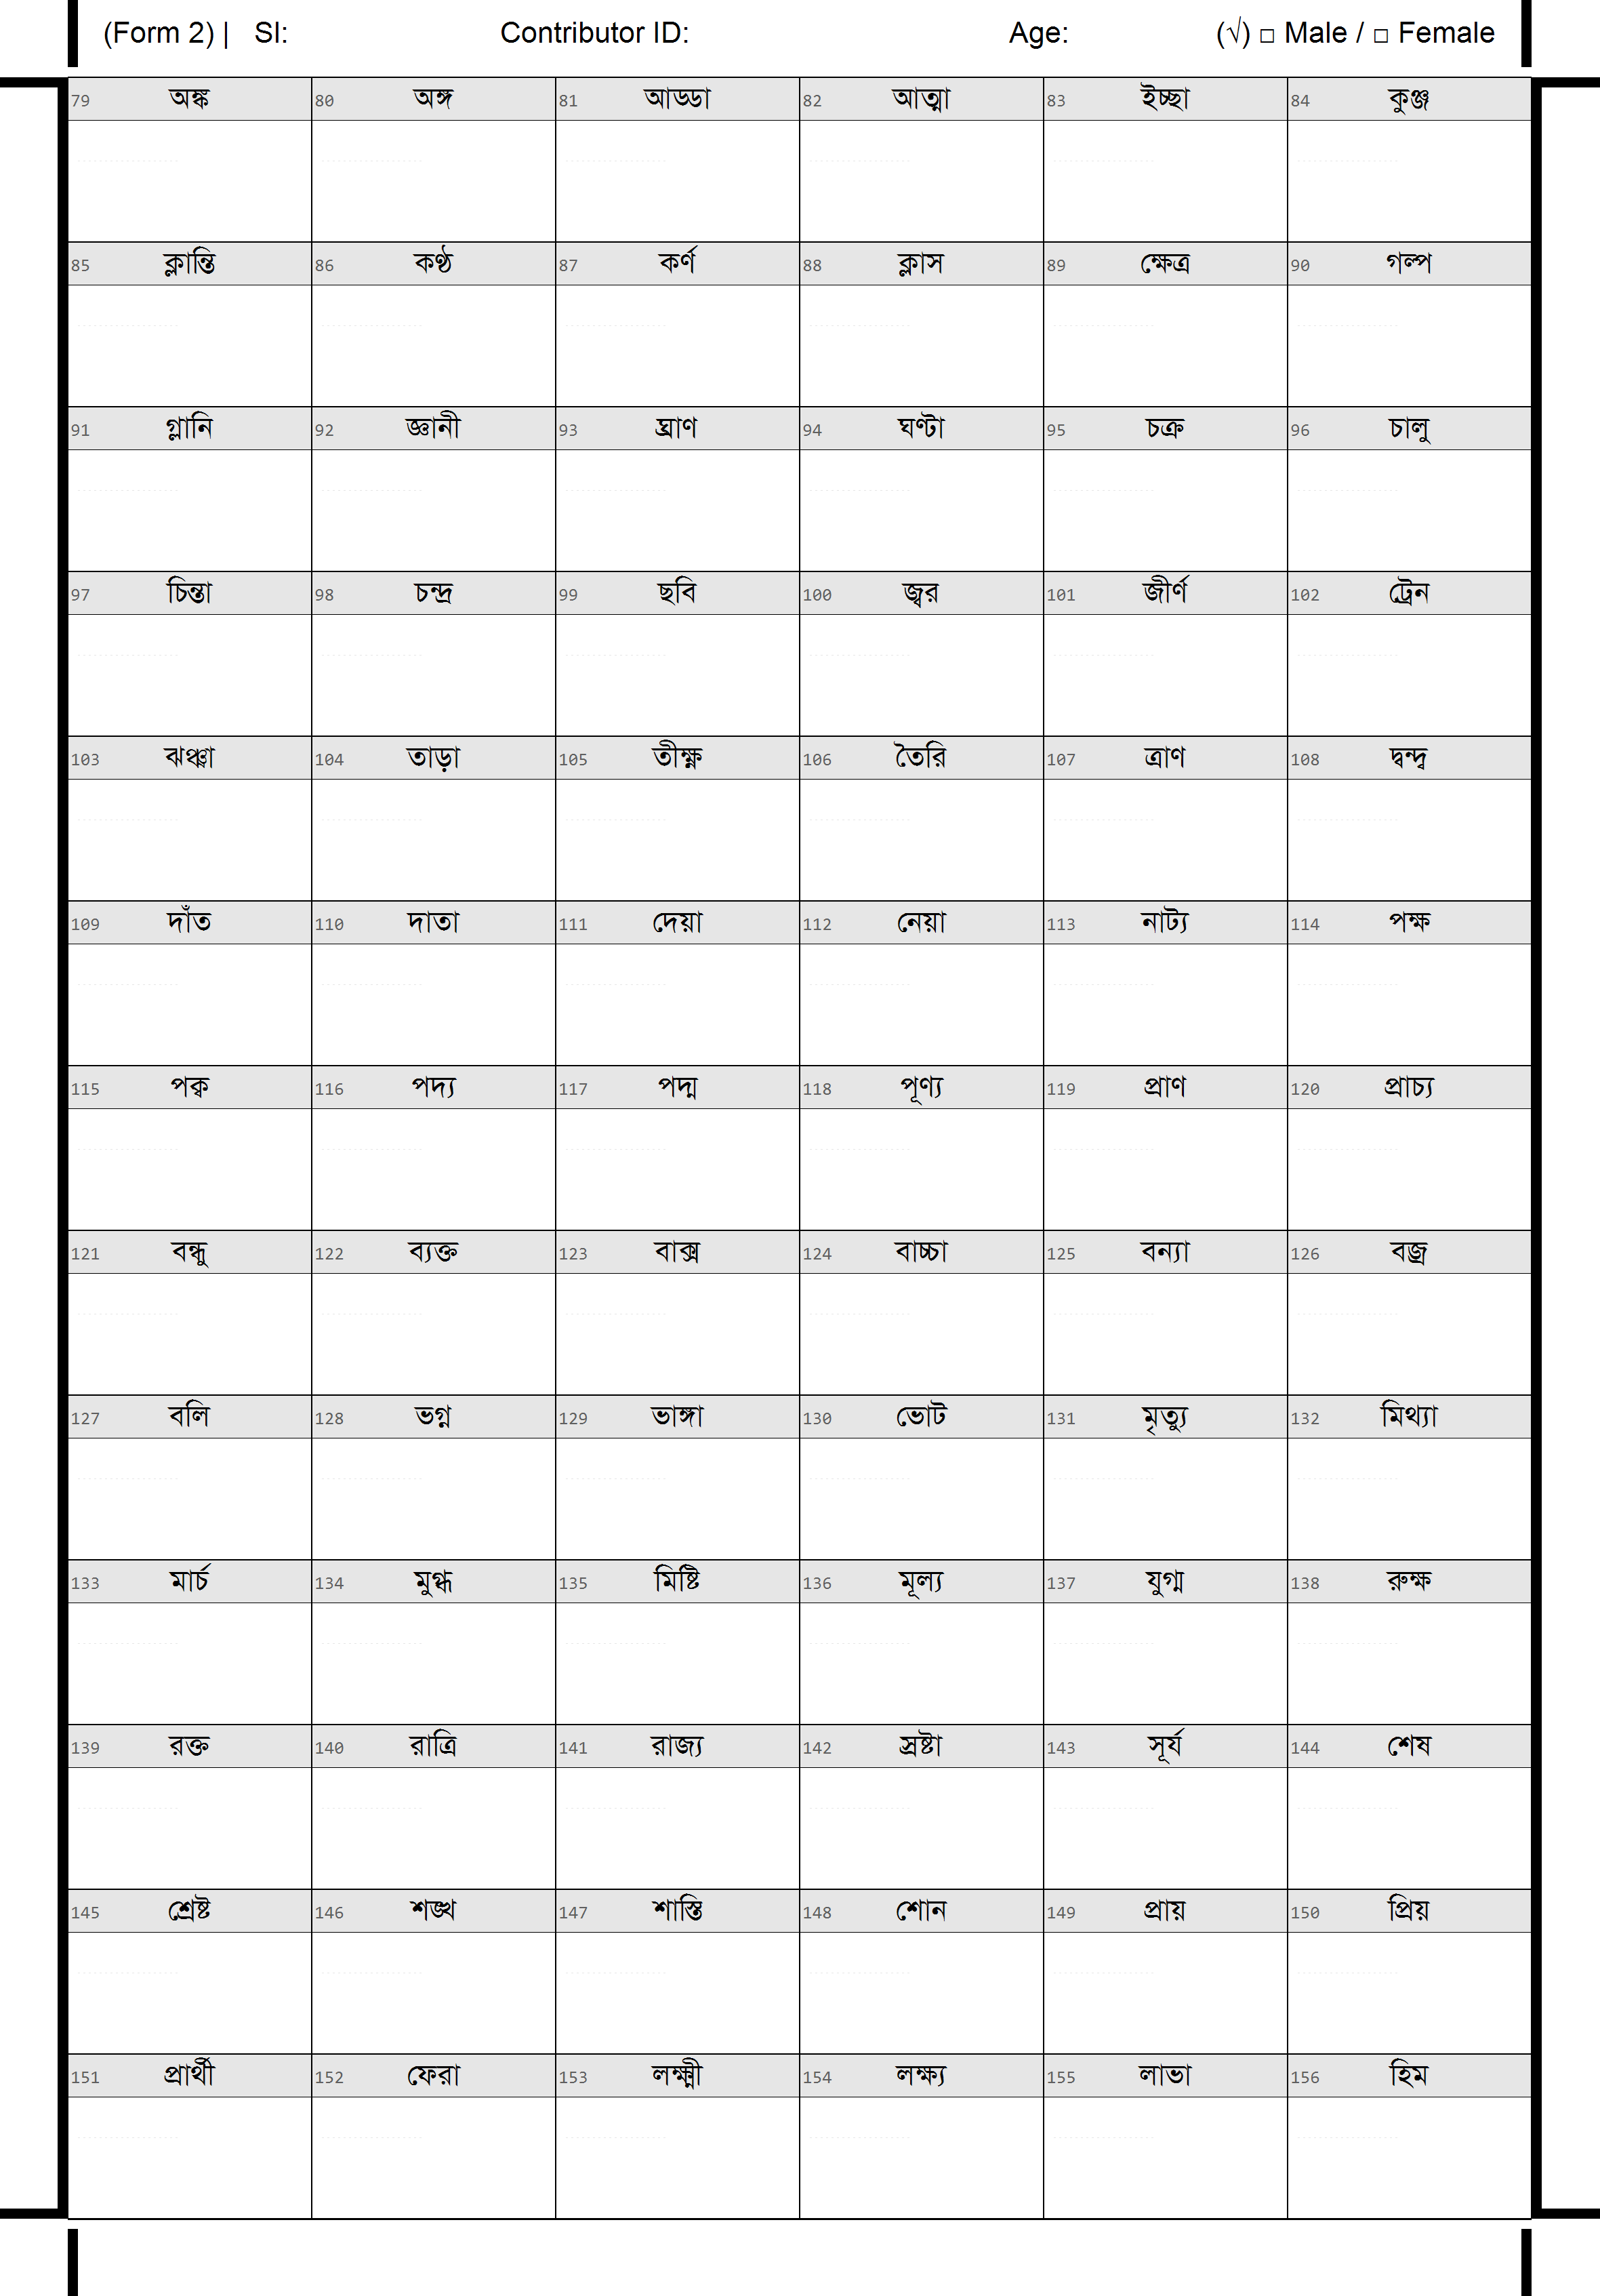 (Form 2) | Sl: Contributor ID: Age: (√) □ Male / □ Female
79 অঙ্ক 80 অঙ্গ 81 আড্ডা 82 আত্মা 83 ইচ্ছা 84 কুঞ্জ
85 ক্লান্তি 86 কণ্ঠ 87 কর্ণ 88 ক্লাস 89 ক্ষেত্র 90 গল্প
91 গ্লানি 92 জ্ঞানী 93 ঘ্রাণ 94 ঘণ্টা 95 চক্র 96 চালু
97 চিন্তা 98 চন্দ্র 99 ছবি 100 জ্বর 101 জীর্ণ 102 ট্রেন
103 ঝঞ্ঝা 104 তাড়া 105 তীক্ষ্ণ 106 তৈরি 107 ত্রাণ 108 দ্বন্দ্ব
109 দাঁত 110 দাতা 111 দেয়া 112 নেয়া 113 নাট্য 114 পক্ষ
115 পক্ব 116 পদ্য 117 পদ্ম 118 পূণ্য 119 প্রাণ 120 প্রাচ্য
121 বন্ধু 122 ব্যক্ত 123 বাক্স 124 বাচ্চা 125 বন্যা 126 বজ্র
127 বলি 128 ভগ্ন 129 ভাঙ্গা 130 ভোট 131 মৃত্যু 132 মিথ্যা
133 মার্চ 134 মুগ্ধ 135 মিষ্টি 136 মূল্য 137 যুগ্ম 138 রুক্ষ
139 রক্ত 140 রাত্রি 141 রাজ্য 142 স্রষ্টা 143 সূর্য 144 শেষ
145 শ্রেষ্ট 146 শঙ্খ 147 শাস্তি 148 শোন 149 প্রায় 150 প্রিয়
151 প্রার্থী 152 ফেরা 153 লক্ষ্মী 154 লক্ষ্য 155 লাভা 156 হিম